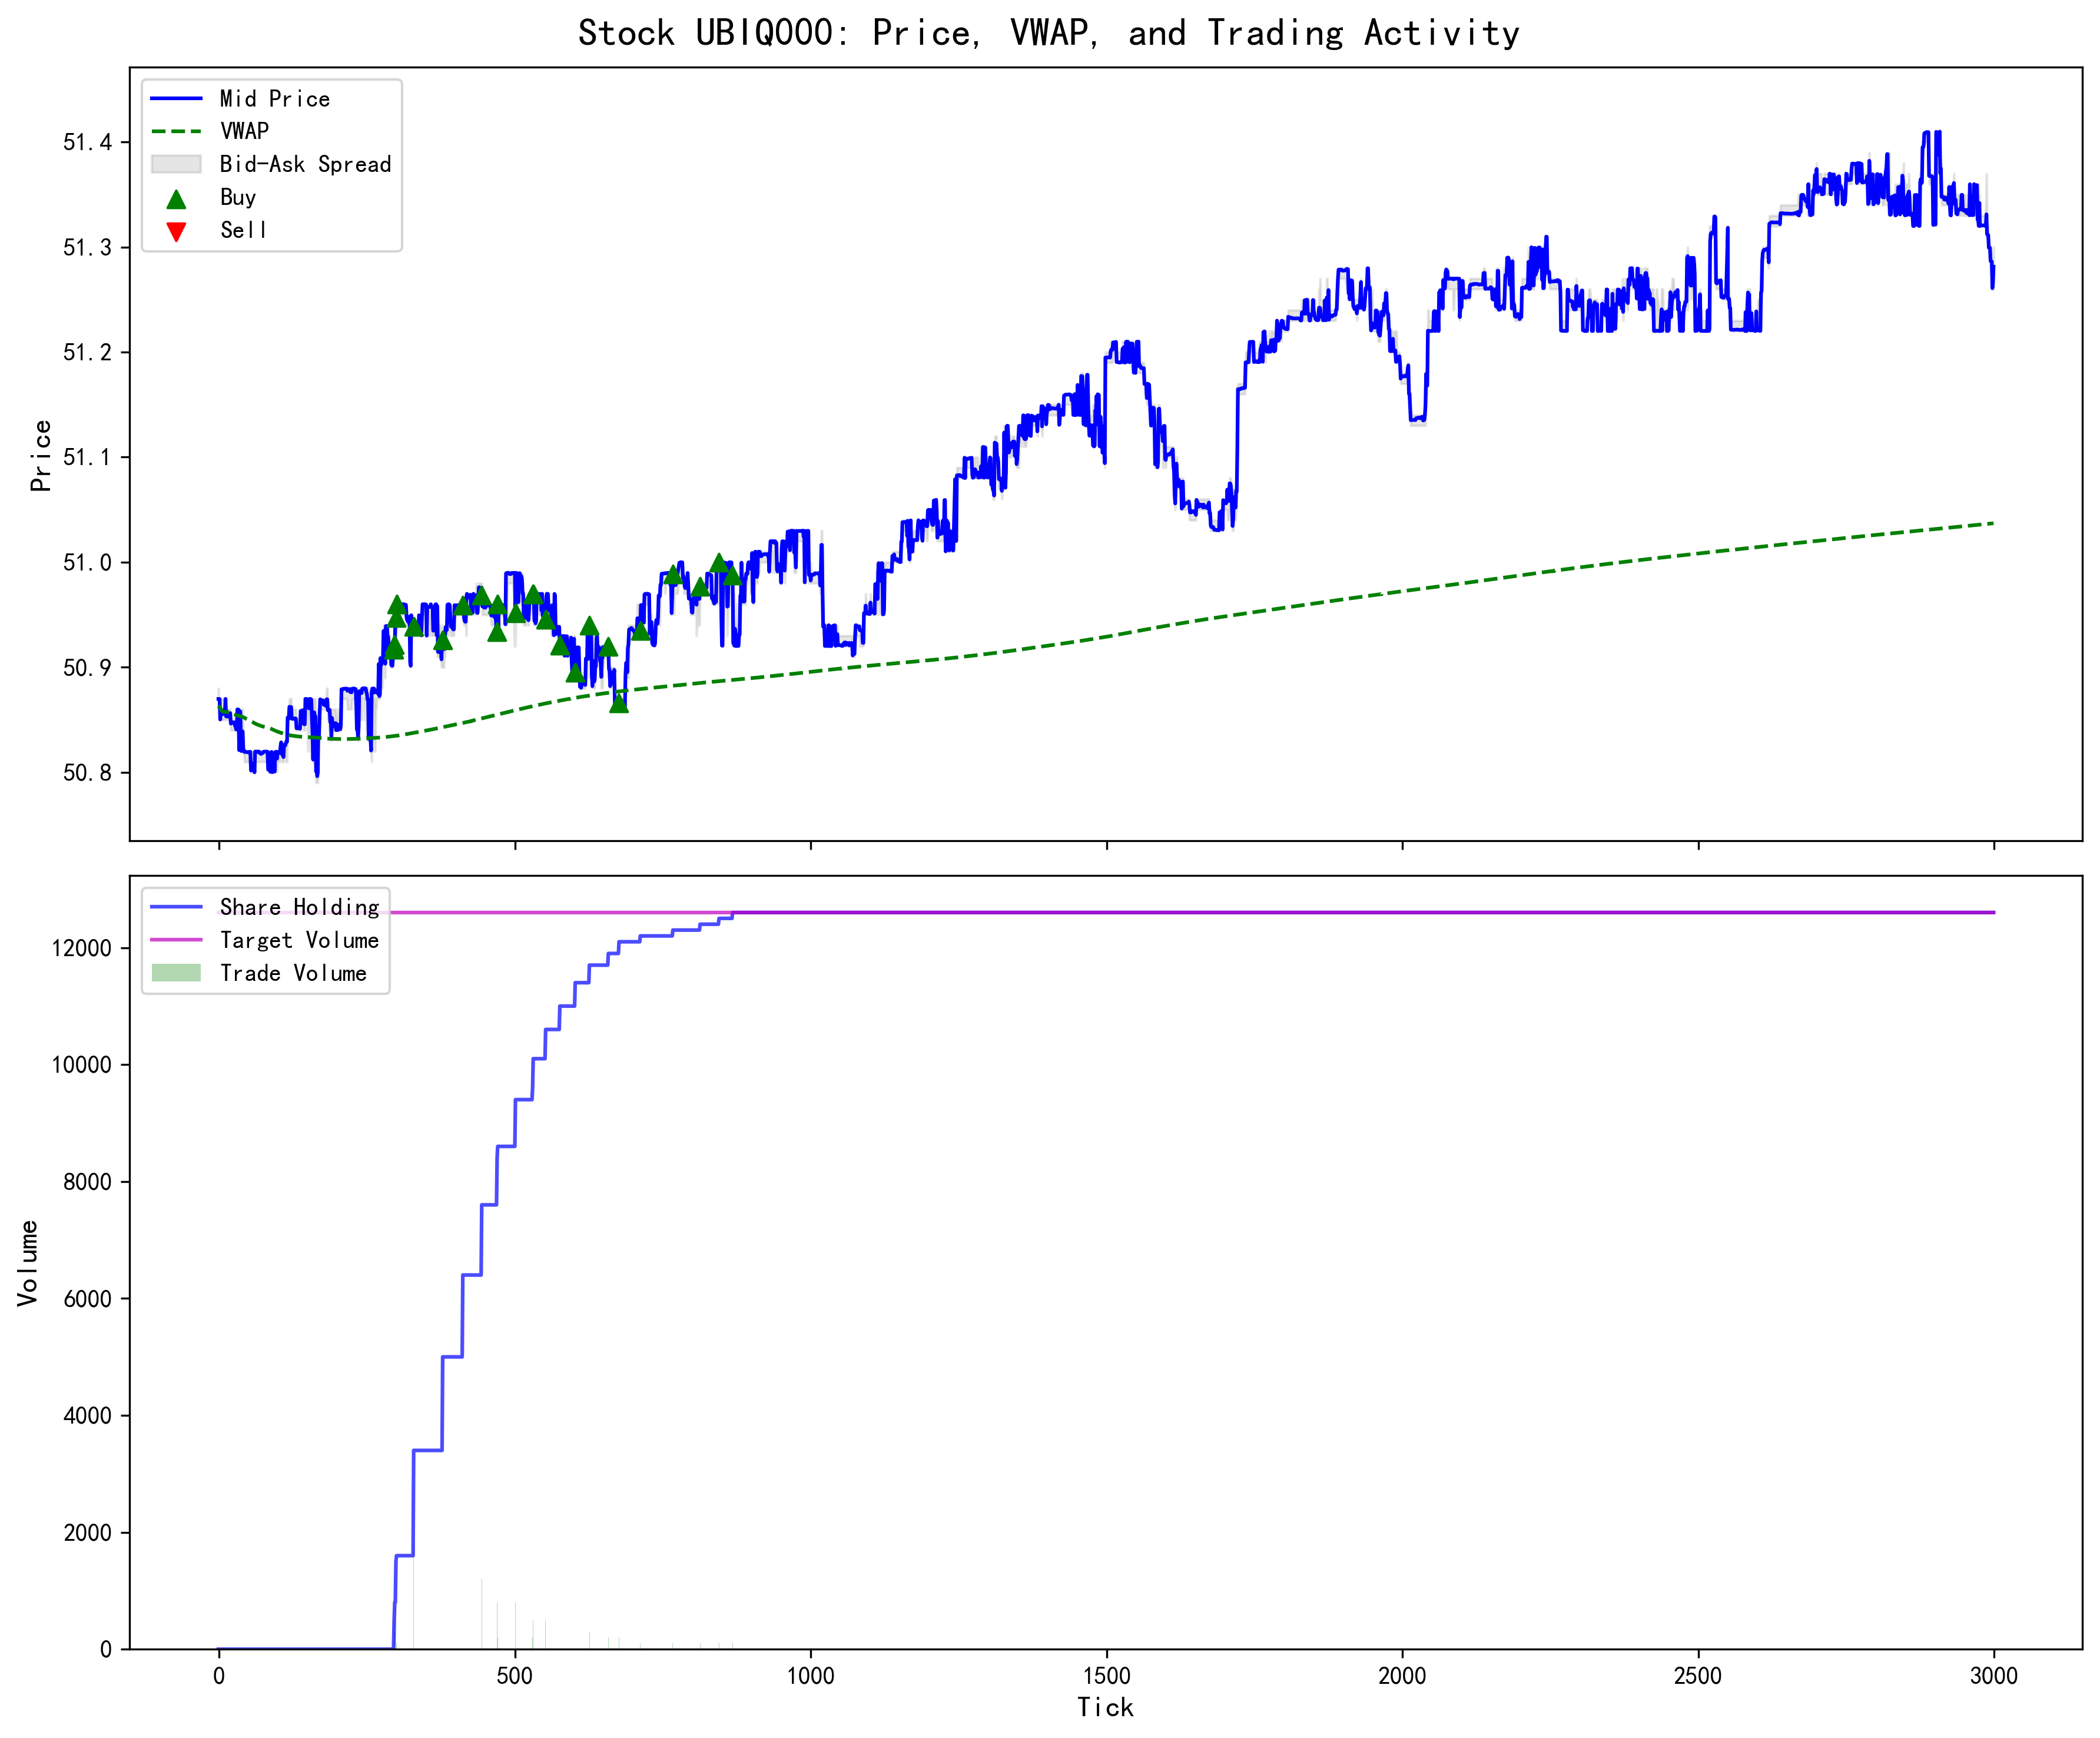 Stock UBIQ000: Price, VWAP, and Trading Activity
Mid Price
VWAP
Bid-Ask Spread
Buy
Sell
51.4
51.3
51.2
51.1
51.0
50.9
50.8
Price
Share Holding
Target Volume
Trade Volume
12000
10000
8000
6000
4000
2000
0
Volume
0
500
1000
1500
2000
2500
3000
Tick